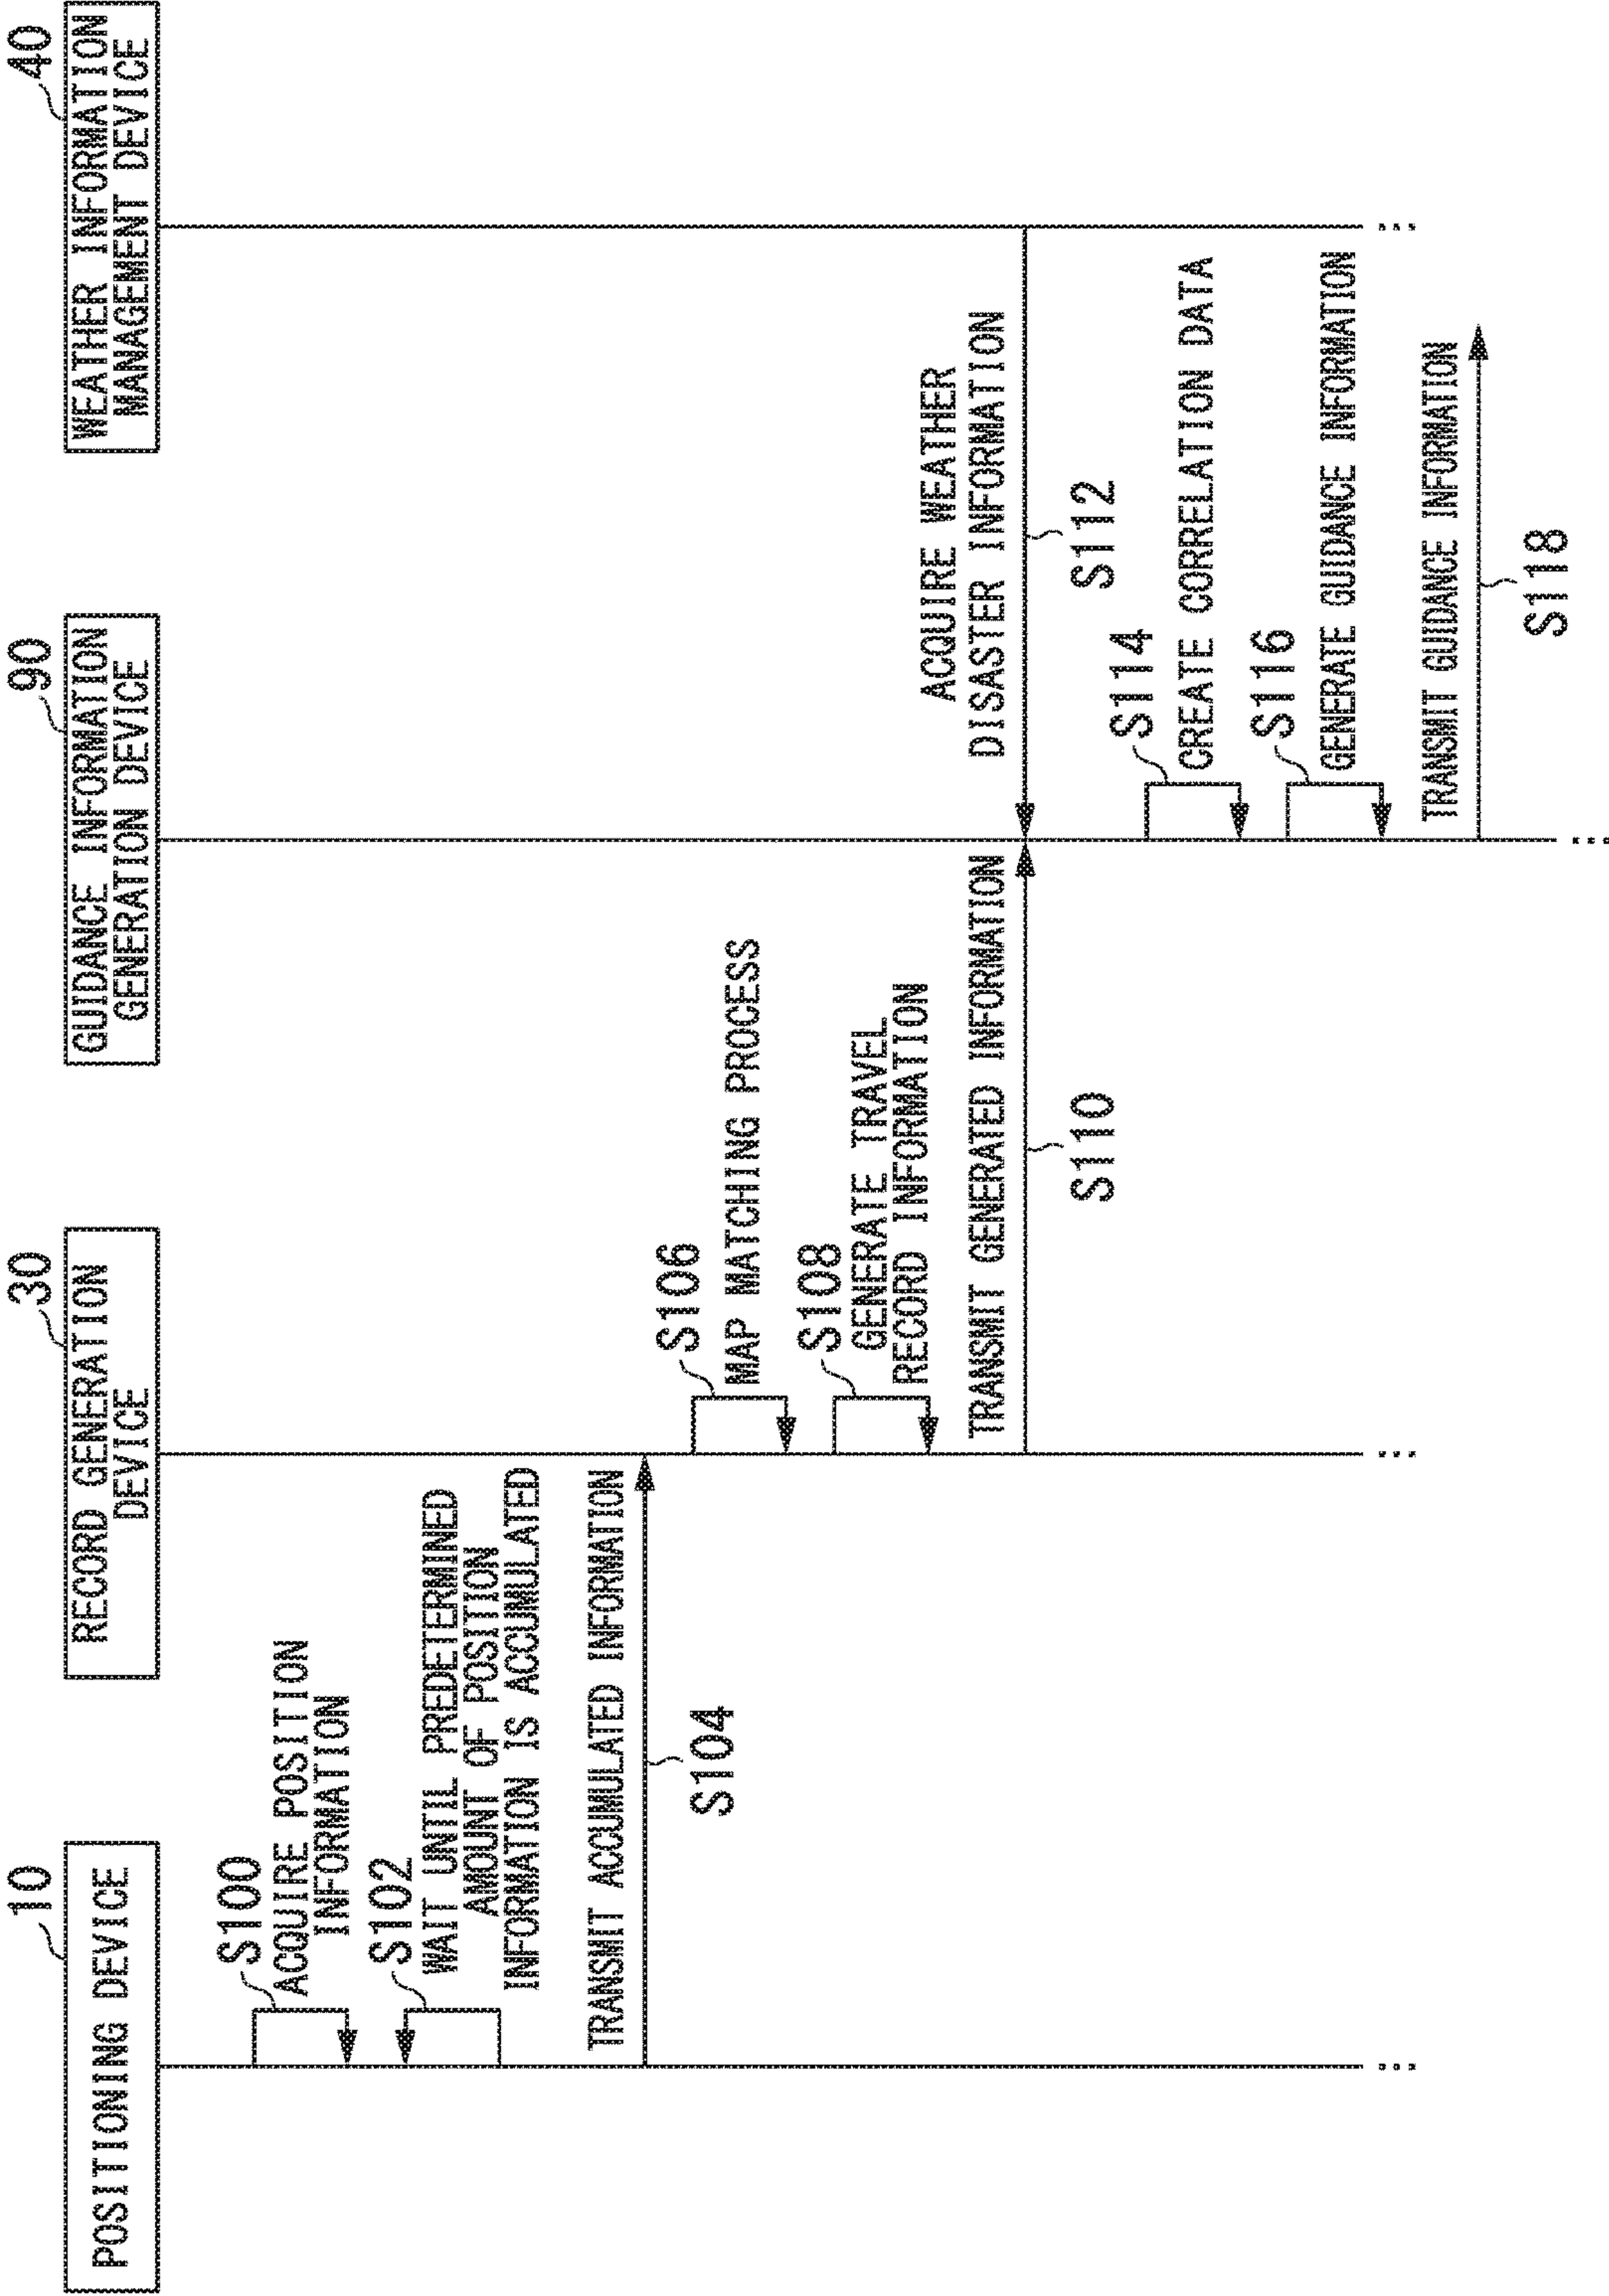 10
POSITIONING DEVICE
30
RECORD GENERATION
DEVICE
90
GUIDANCE INFORMATION
GENERATION DEVICE
40
WEATHER INFORMATION
MANAGEMENT DEVICE
S100
ACQUIRE POSITION
INFORMATION
S102
WAIT UNTIL PREDETERMINED
AMOUNT OF POSITION
INFORMATION IS ACCUMULATED
TRANSMIT ACCUMULATED INFORMATION
S104
S106
MAP MATCHING PROCESS
S108
GENERATE TRAVEL
RECORD INFORMATION
TRANSMIT GENERATED INFORMATION
S110
ACQUIRE WEATHER
DISASTER INFORMATION
S112
S114
CREATE CORRELATION DATA
S116
GENERATE GUIDANCE INFORMATION
TRANSMIT GUIDANCE INFORMATION
S118